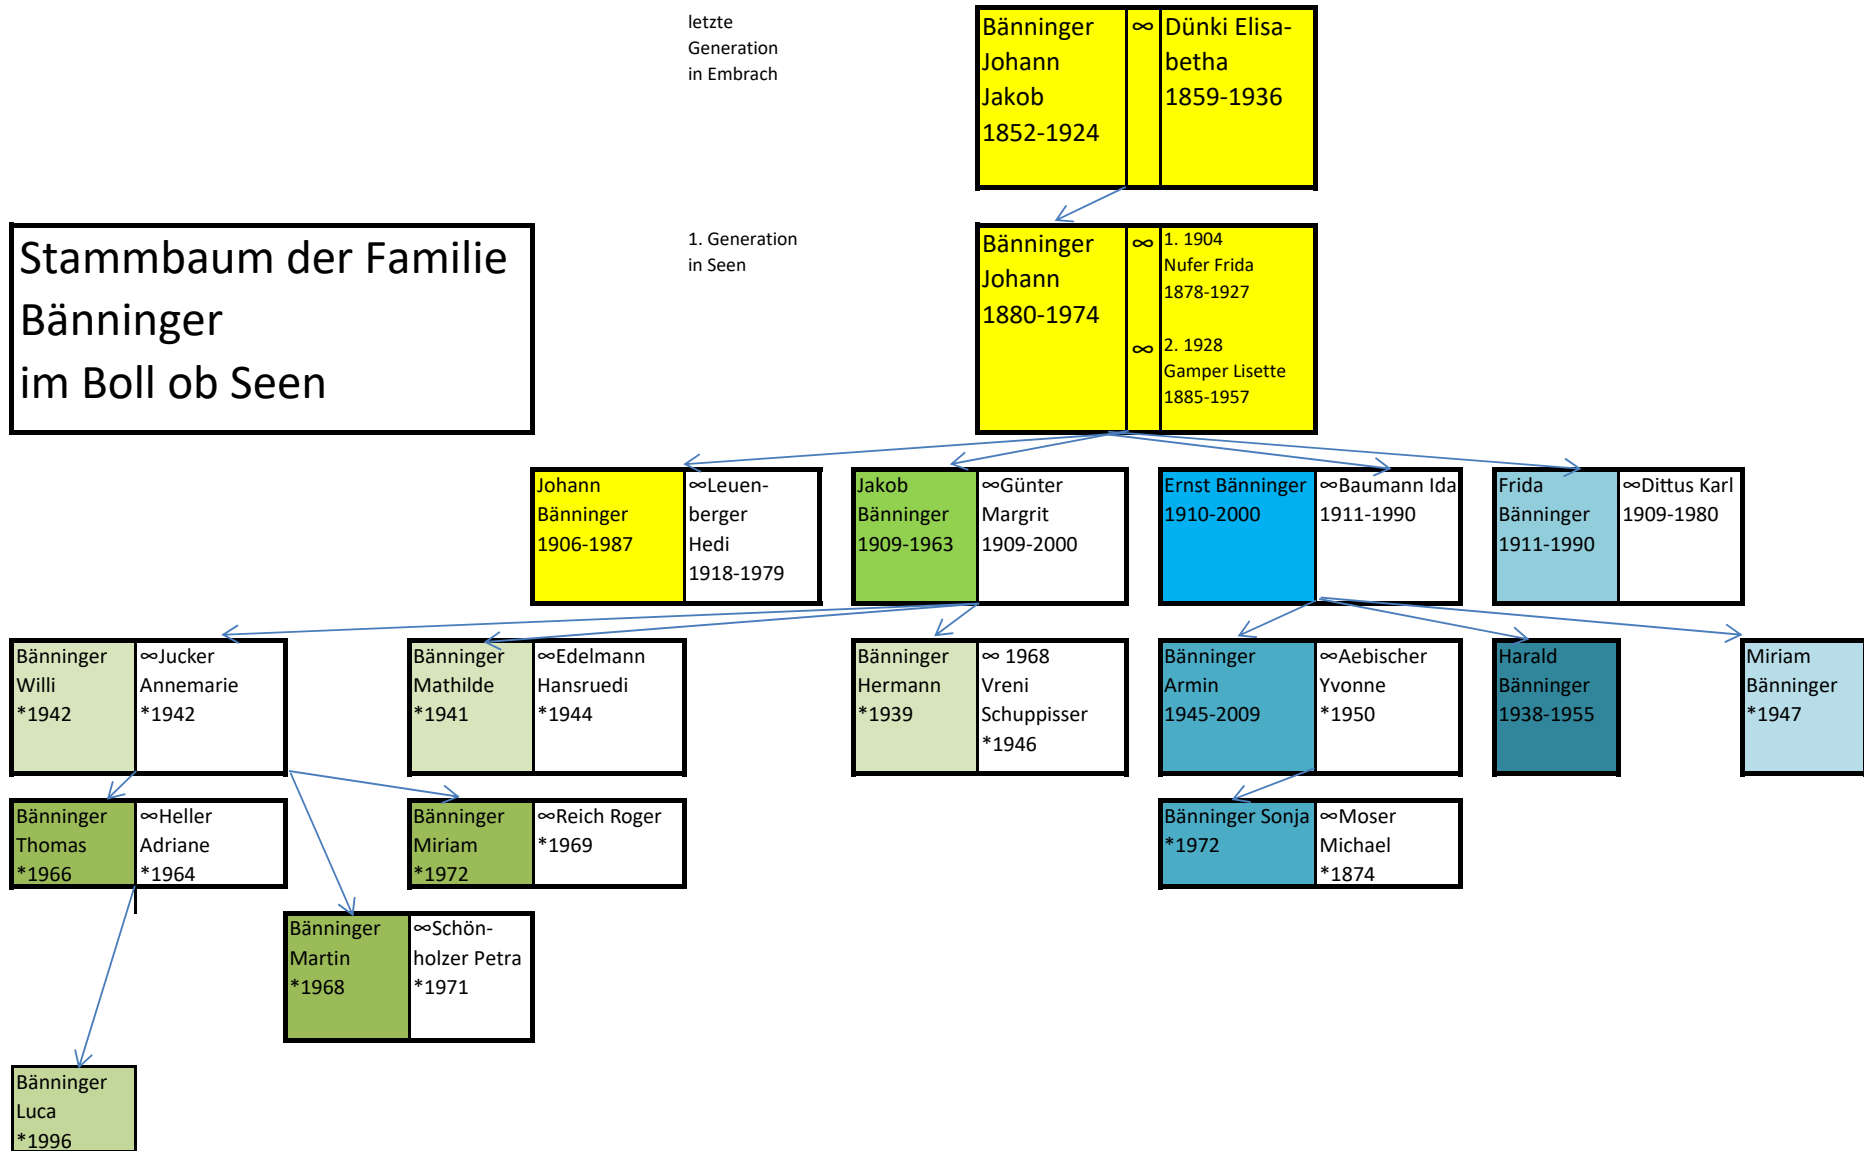 letzte
Generation
in Embrach
Bänninger
Johann
Jakob
1852-1924
∞
Dünki Elisa-
betha
1859-1936
Stammbaum der Familie
Bänninger
im Boll ob Seen
1. Generation
in Seen
Bänninger
Johann
1880-1974
∞
1. 1904
Nufer Frida
1878-1927
∞
2. 1928
Gamper Lisette
1885-1957
Johann
Bänninger
1906-1987
∞Leuen-
berger
Hedi
1918-1979
Jakob
Bänninger
1909-1963
∞Günter
Margrit
1909-2000
Ernst Bänninger
1910-2000
∞Baumann Ida
1911-1990
Frida
Bänninger
1911-1990
∞Dittus Karl
1909-1980
Bänninger
Willi
*1942
∞Jucker
Annemarie
*1942
Bänninger
Mathilde
*1941
∞Edelmann
Hansruedi
*1944
Bänninger
Hermann
*1939
∞ 1968
Vreni
Schuppisser
*1946
Bänninger
Armin
1945-2009
∞Aebischer
Yvonne
*1950
Harald
Bänninger
1938-1955
Miriam
Bänninger
*1947
Bänninger
Thomas
*1966
∞Heller
Adriane
*1964
Bänninger
Miriam
*1972
∞Reich Roger
*1969
Bänninger Sonja
*1972
∞Moser
Michael
*1874
Bänninger
Martin
*1968
∞Schön-
holzer Petra
*1971
Bänninger
Luca
*1996